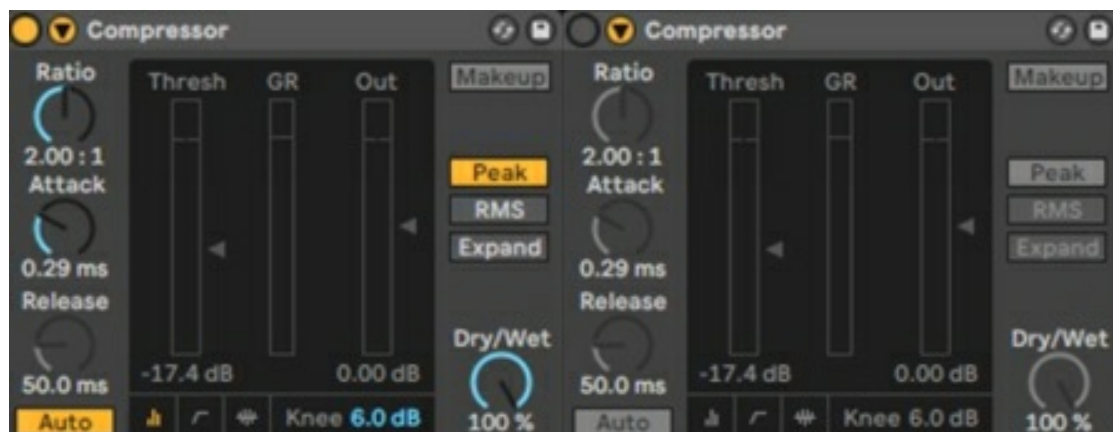 Compressor
Ratio
2.00 : 1
Attack
0.29 ms
Release
50.0 ms
Auto
Thresh GR Out
-17.4 dB 0.00 dB
Knee 6.0 dB
Makeup
Peak
RMS
Expand
Dry/Wet
100 %
Compressor
Ratio
2.00 : 1
Attack
0.29 ms
Release
50.0 ms
Auto
Thresh GR Out
-17.4 dB 0.00 dB
Knee 6.0 dB
Makeup
Peak
RMS
Expand
Dry/Wet
100 %